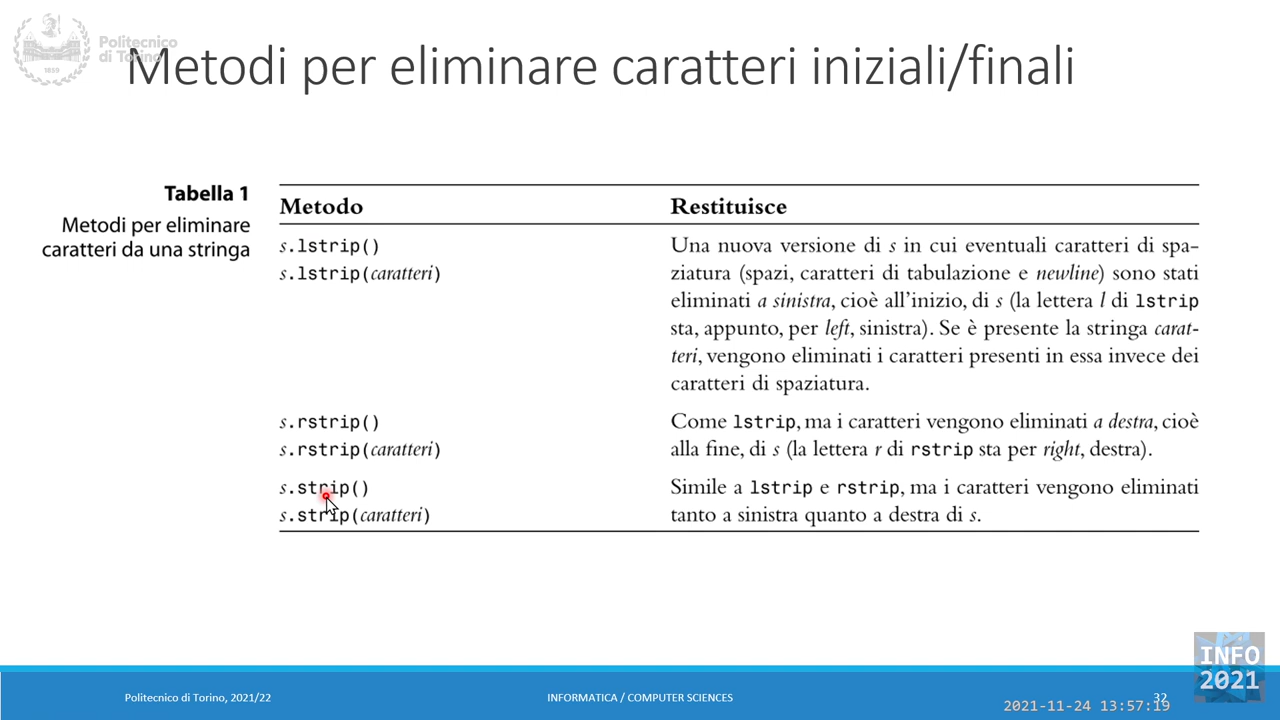 Politecnico
di Torino
1859
Metodi per eliminare caratteri iniziali/finali
Tabella 1
Metodi per eliminare
caratteri da una stringa
Metodo
Restituisce
s.lstrip()
s.lstrip(caratteri)
Una nuova versione di s in cui eventuali caratteri di spa-
ziatura (spazi, caratteri di tabulazione e newline) sono stati
eliminati a sinistra, cioè all'inizio, di s (la lettera l di lstrip
sta, appunto, per left, sinistra). Se è presente la stringa carat-
teri, vengono eliminati i caratteri presenti in essa invece dei
caratteri di spaziatura.
s.rstrip()
s.rstrip(caratteri)
Come lstrip, ma i caratteri vengono eliminati a destra, cioè
alla fine, di s (la lettera r di rstrip sta per right, destra).
s.strip()
s.strip(caratteri)
Simile a lstrip e rstrip, ma i caratteri vengono eliminati
tanto a sinistra quanto a destra di s.
Politecnico di Torino, 2021/22
INFORMATICA / COMPUTER SCIENCES
32
INFO
2021
2021-11-24 13:57:19